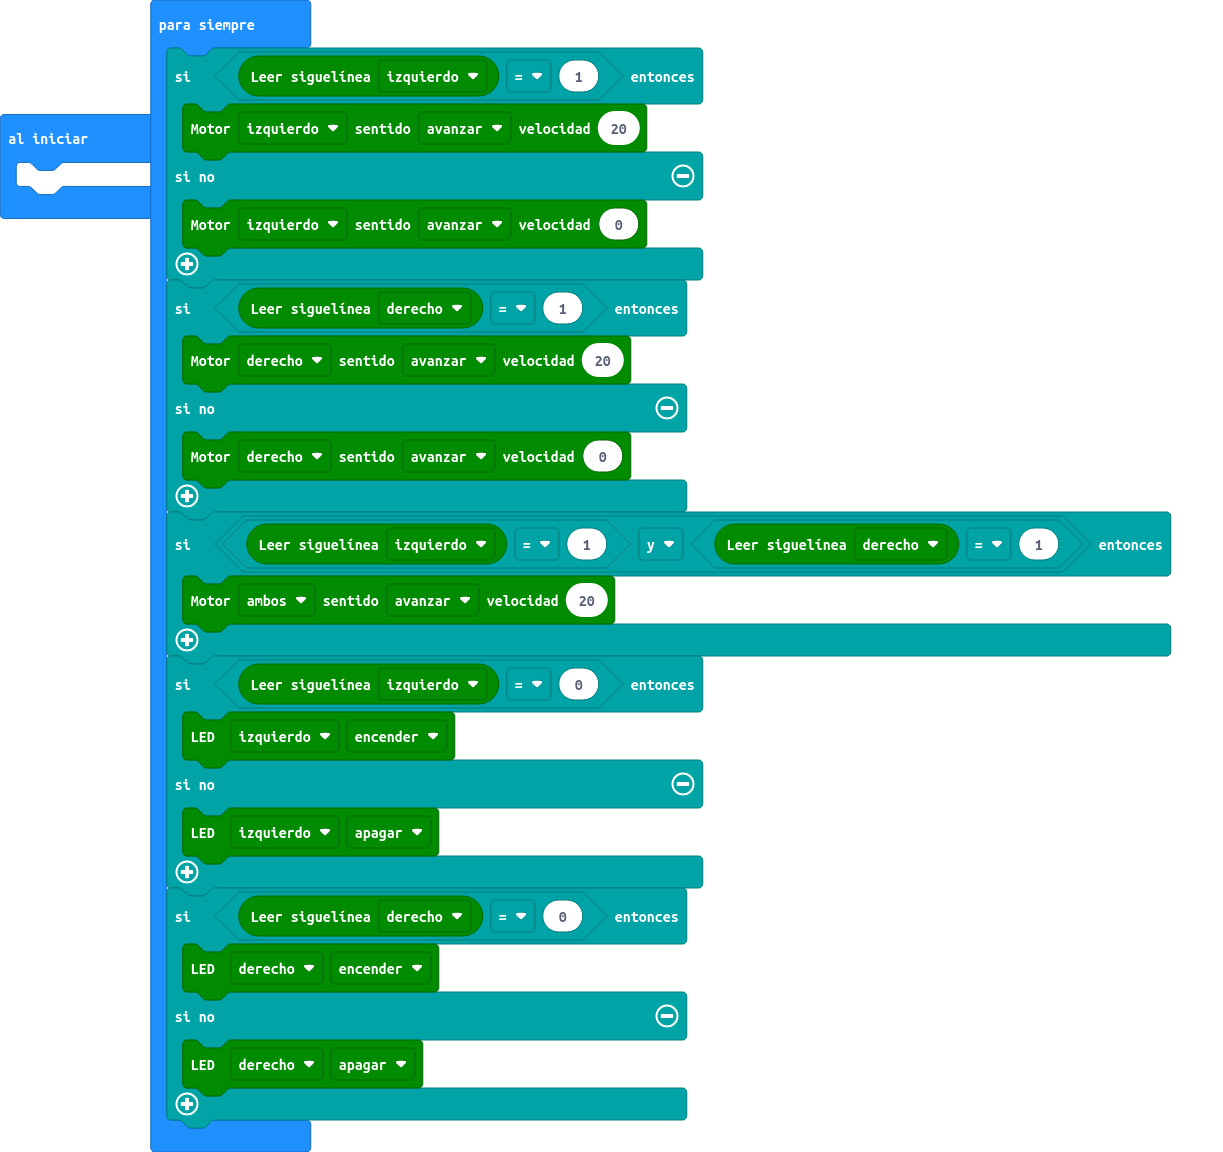 para siempre
si Leer siguelínea izquierdo = 1 entonces
Motor izquierdo sentido avanzar velocidad 20
al iniciar
si no
Motor izquierdo sentido avanzar velocidad 0
si Leer siguelínea derecho = 1 entonces
Motor derecho sentido avanzar velocidad 20
si no
Motor derecho sentido avanzar velocidad 0
si Leer siguelínea izquierdo = 1 y Leer siguelínea derecho = 1 entonces
Motor ambos sentido avanzar velocidad 20
si Leer siguelínea izquierdo = 0 entonces
LED izquierdo encender
si no
LED izquierdo apagar
si Leer siguelínea derecho = 0 entonces
LED derecho encender
si no
LED derecho apagar